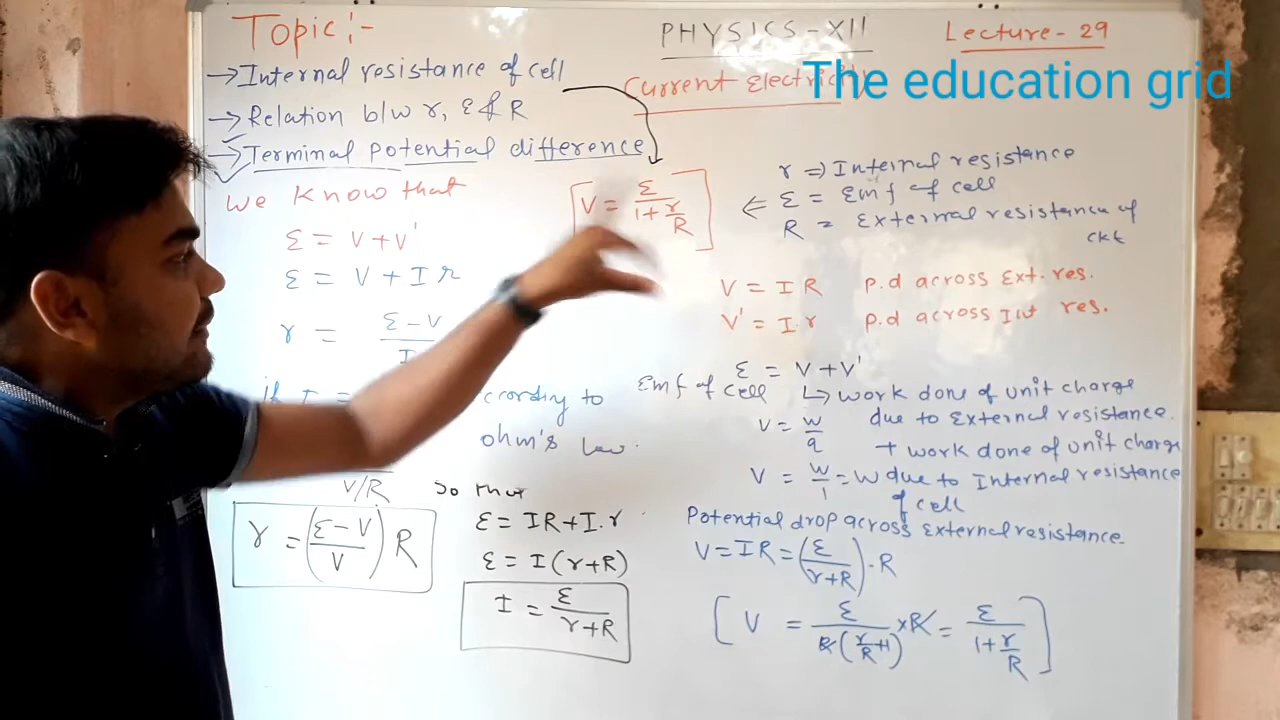 Topic :-
PHYSICS - XII
Lecture - 29
→ Internal resistance of cell
Current Electricity
The education grid
→ Relation b/w r, ε & R
→ Terminal potential difference
We know that
ε = V + V'
ε = V + I r
r = ε - V / I
if I =
according to
ohm's law.
V/R
r = (ε - V / V) R
So that
ε = IR + I.r
ε = I (r + R)
I = ε / r + R
V = ε / 1 + r/R
r ⇒ Internal resistance
⇐ ε = Emf of cell
R = External resistance of
ckt
V = I R p.d across Ext. res.
V' = I.r p.d across Int res.
ε = V + V'
Emf of cell ↳ work done of unit charge
V = w/q due to External resistance.
+ work done of unit charge
V = w/1 = w due to Internal resistance
of cell
Potential drop across External resistance.
V = IR = (ε / r + R) . R
[ V = ε / R (r/R + 1) × R = ε / 1 + r/R ]